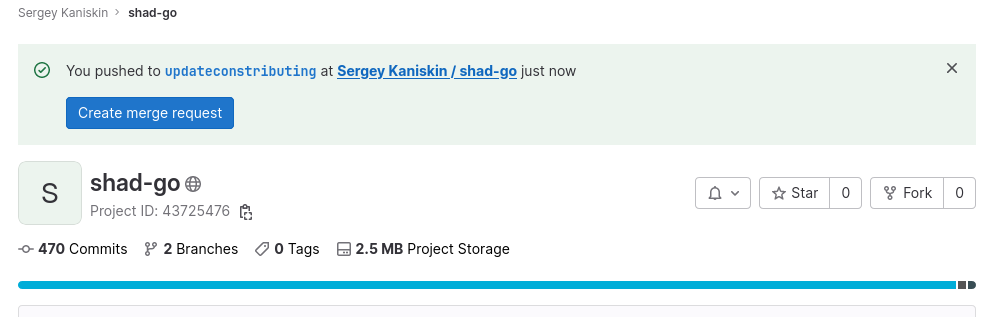 Sergey Kaniskin > shad-go
You pushed to updateconstributing at Sergey Kaniskin / shad-go just now
Create merge request
S
shad-go
Project ID: 43725476
Star 0
Fork 0
470 Commits 2 Branches 0 Tags 2.5 MB Project Storage